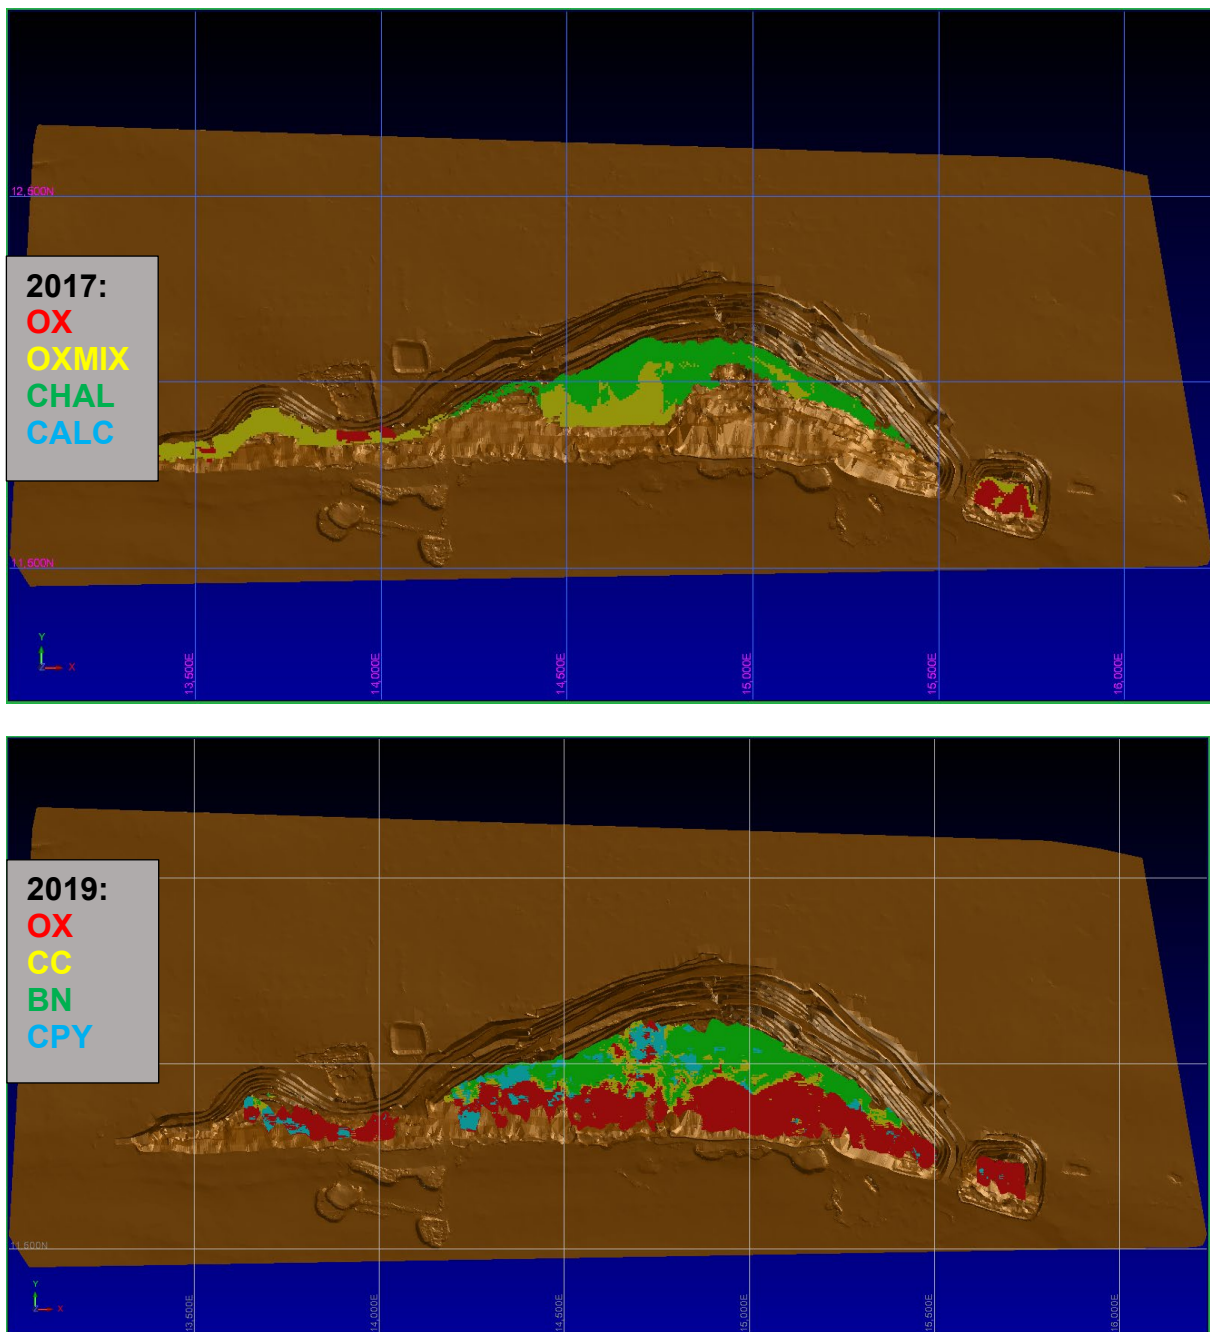 12,500N
2017:
OX
OXMIX
CHAL
CALC
11,500N
Y
X
13,500E
14,000E
14,500E
15,000E
15,500E
16,000E
2019:
OX
CC
BN
CPY
11,500N
Y
X
13,500E
14,000E
14,500E
15,000E
15,500E
16,000E